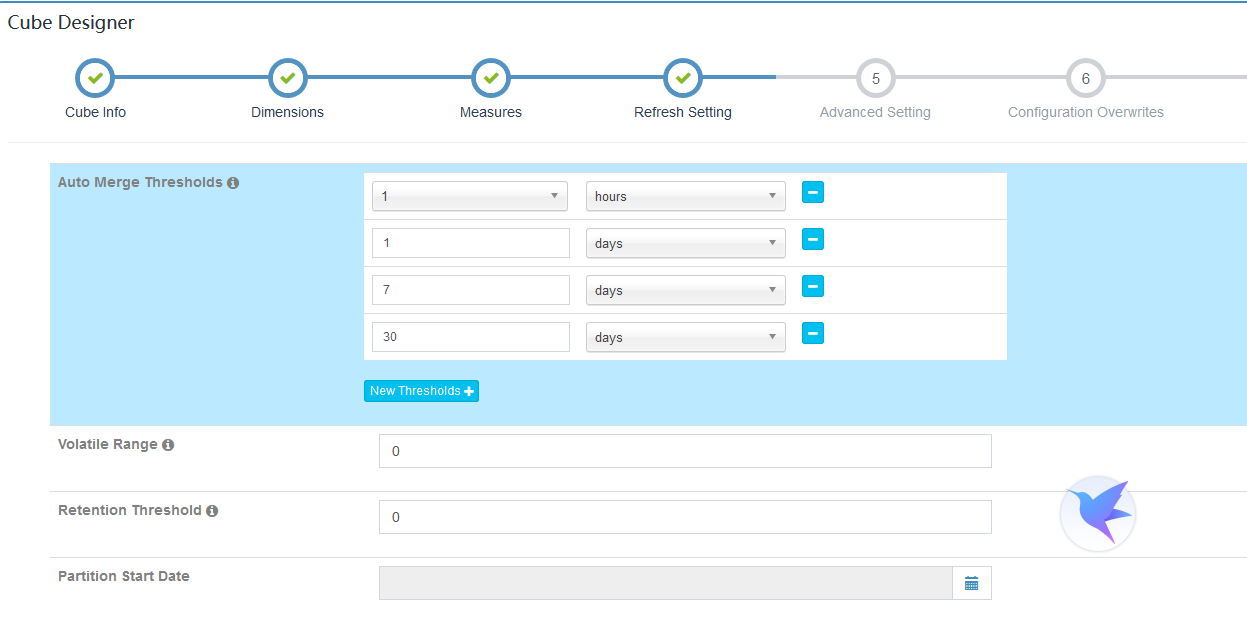 Cube Designer
5 6
Cube Info Dimensions Measures Refresh Setting Advanced Setting Configuration Overwrites
Auto Merge Thresholds
1 hours
1 days
7 days
30 days
New Thresholds
Volatile Range
0
Retention Threshold
0
Partition Start Date